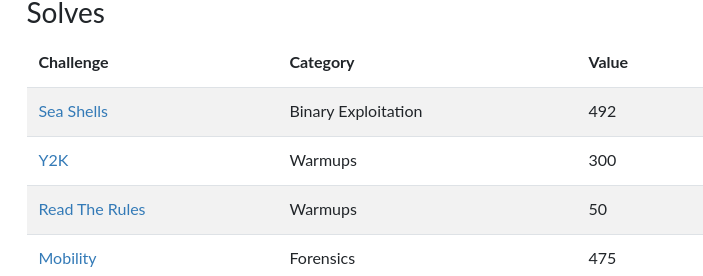 Solves
Challenge Category Value
Sea Shells Binary Exploitation 492
Y2K Warmups 300
Read The Rules Warmups 50
Mobility Forensics 475